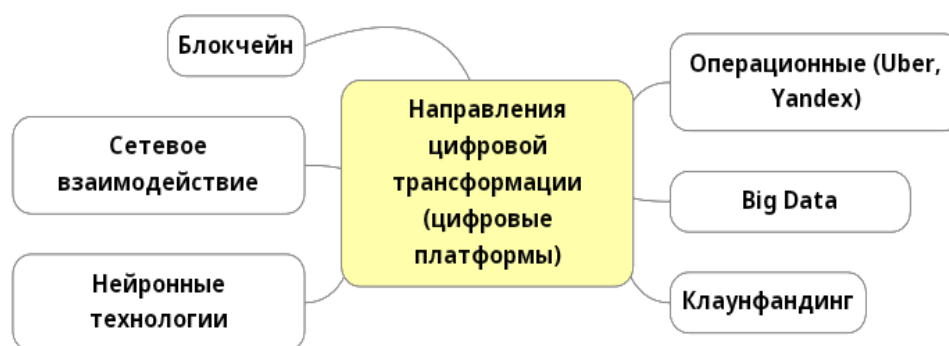 Блокчейн
Сетевое
взаимодействие
Нейронные
технологии
Направления
цифровой
трансформации
(цифровые
платформы)
Операционные (Uber,
Yandex)
Big Data
Клаунфандинг